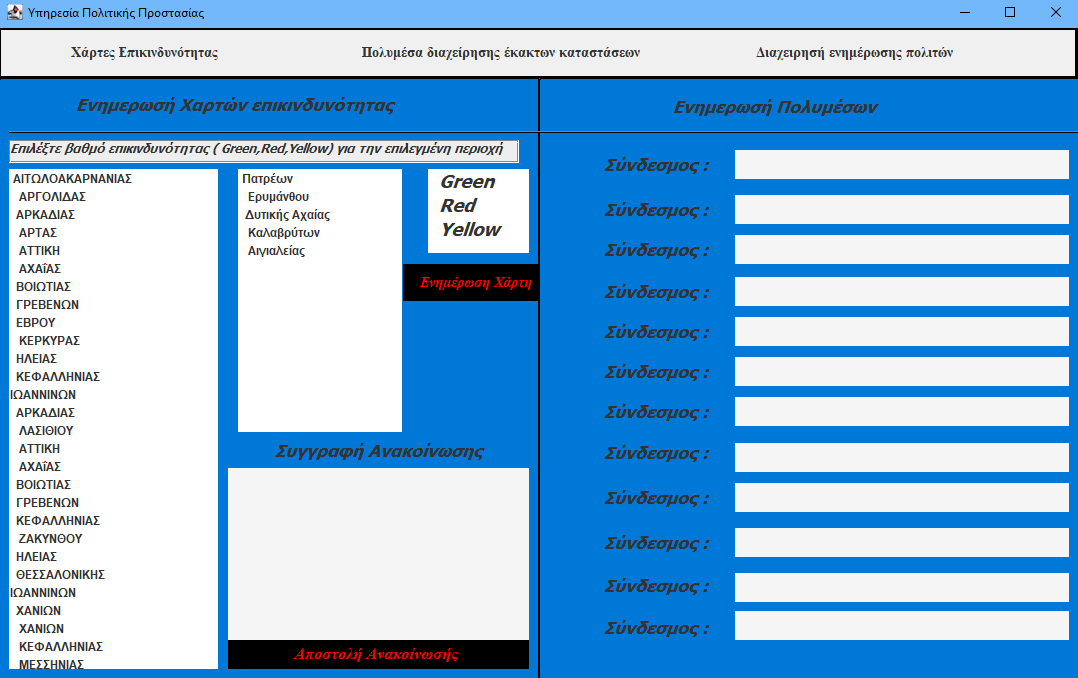 Υπηρεσία Πολιτικής Προστασίας
Χάρτες Επικινδυνότητας
Πολυμέσα διαχείρησης έκακτων καταστάσεων
Διαχειρησή ενημέρωσης πολιτών
Ενημερωσή Χαρτών επικινδυνότητας
Επιλέξτε βαθμό επικινδυνότητας ( Green,Red,Yellow) για την επιλεγμένη περιοχή
ΑΙΤΩΛΟΑΚΑΡΝΑΝΙΑΣ
ΑΡΓΟΛΙΔΑΣ
ΑΡΚΑΔΙΑΣ
ΑΡΤΑΣ
ΑΤΤΙΚΗ
ΑΧΑΐΑΣ
ΒΟΙΩΤΙΑΣ
ΓΡΕΒΕΝΩΝ
ΕΒΡΟΥ
ΚΕΡΚΥΡΑΣ
ΗΛΕΙΑΣ
ΚΕΦΑΛΛΗΝΙΑΣ
ΙΩΑΝΝΙΝΩΝ
ΑΡΚΑΔΙΑΣ
ΛΑΣΙΘΙΟΥ
ΑΤΤΙΚΗ
ΑΧΑΐΑΣ
ΒΟΙΩΤΙΑΣ
ΓΡΕΒΕΝΩΝ
ΚΕΦΑΛΛΗΝΙΑΣ
ΖΑΚΥΝΘΟΥ
ΗΛΕΙΑΣ
ΘΕΣΣΑΛΟΝΙΚΗΣ
ΙΩΑΝΝΙΝΩΝ
ΧΑΝΙΩΝ
ΧΑΝΙΩΝ
ΚΕΦΑΛΛΗΝΙΑΣ
ΜΕΣΣΗΝΙΑΣ
Πατρέων
Ερυμάνθου
Δυτικής Αχαίας
Καλαβρύτων
Αιγιαλείας
Green
Red
Yellow
Ενημέρωση Χάρτη
Συγγραφή Ανακοίνωσης
Αποστολή Ανακοίνωσής
Ενημερωσή Πολυμέσων
Σύνδεσμος :
Σύνδεσμος :
Σύνδεσμος :
Σύνδεσμος :
Σύνδεσμος :
Σύνδεσμος :
Σύνδεσμος :
Σύνδεσμος :
Σύνδεσμος :
Σύνδεσμος :
Σύνδεσμος :
Σύνδεσμος :